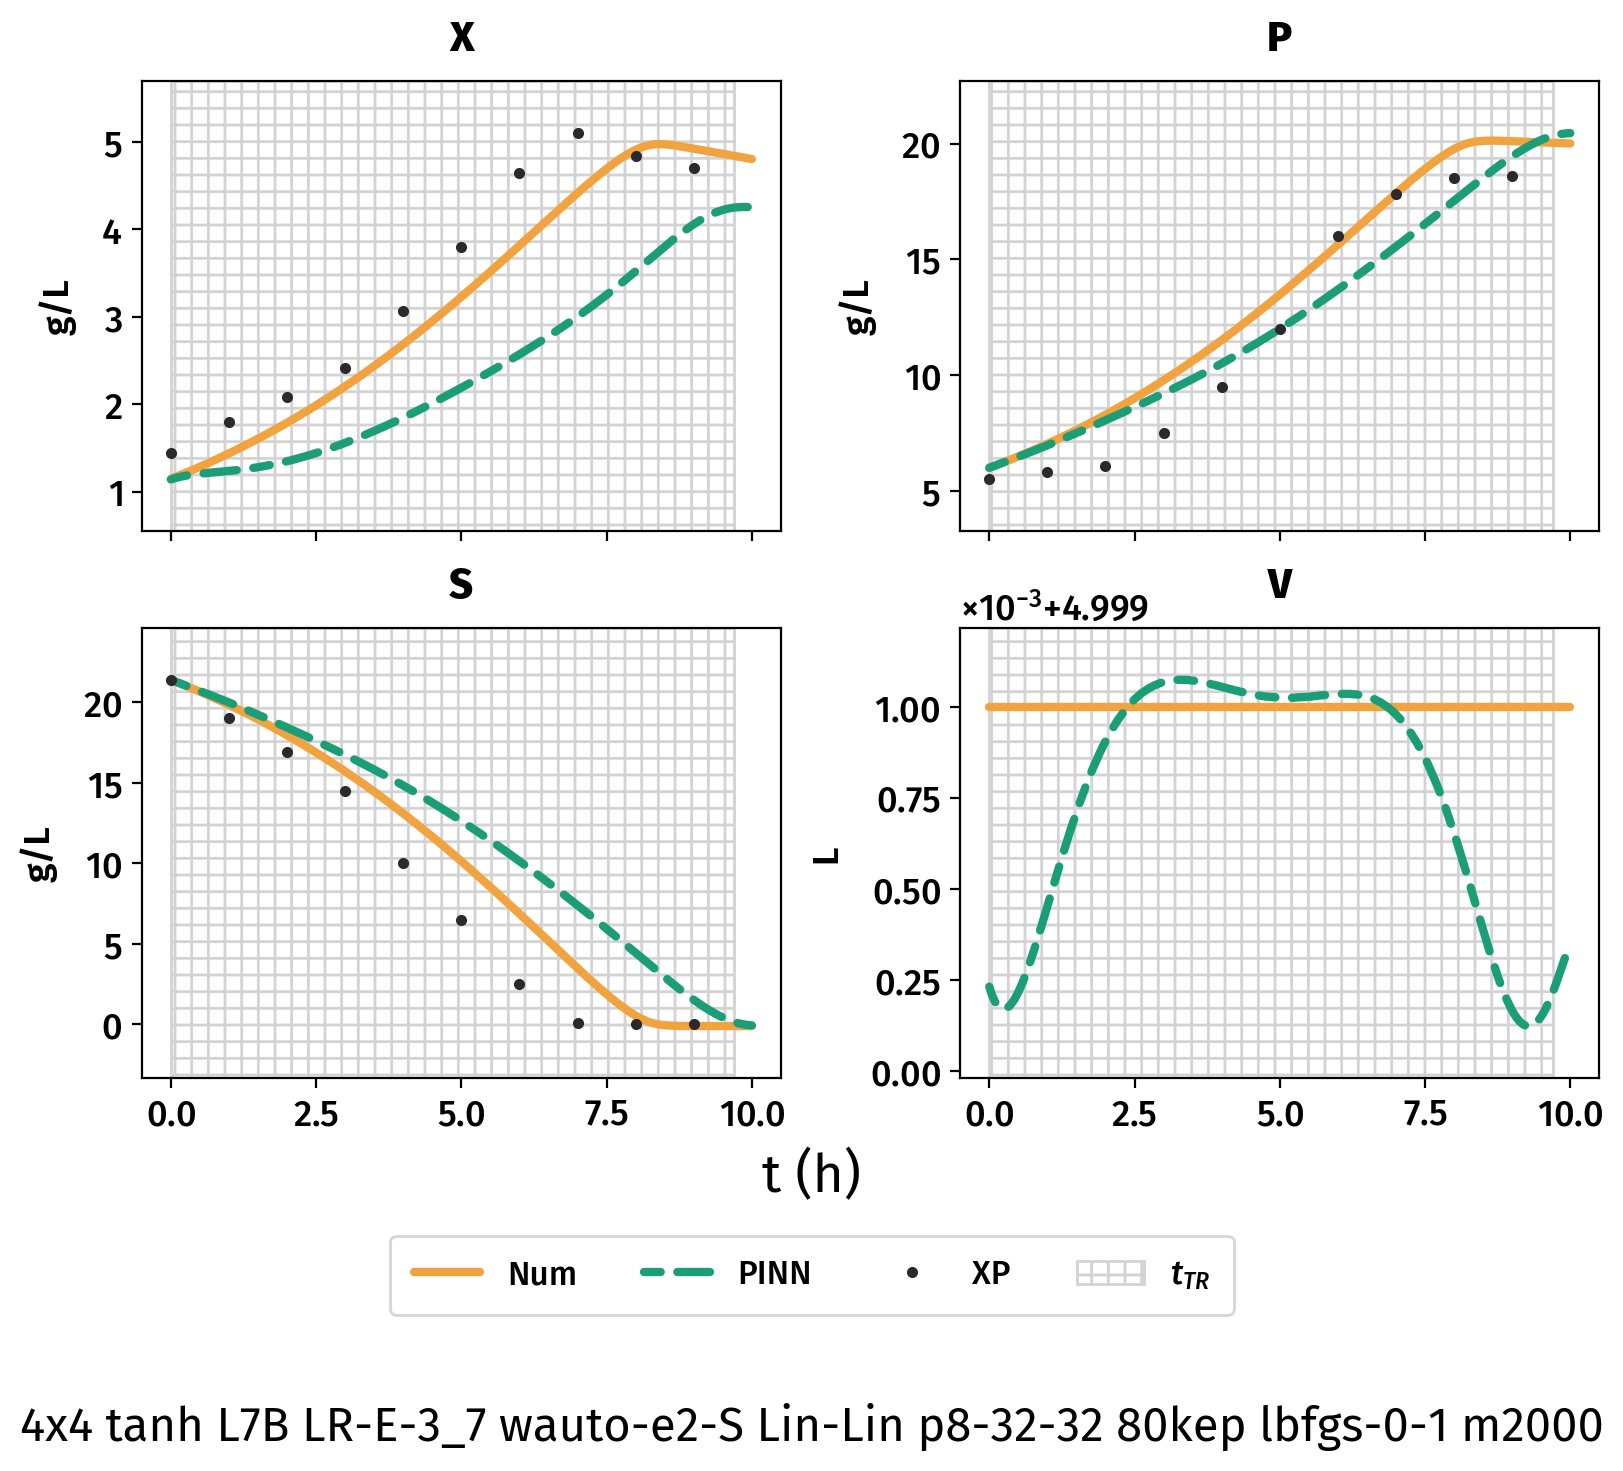 X
P
5
4
3
2
1
g/L
20
15
10
5
g/L
S
V
×10⁻³+4.999
20
15
10
5
0
g/L
1.00
0.75
0.50
0.25
0.00
L
0.0 2.5 5.0 7.5 10.0
0.0 2.5 5.0 7.5 10.0
t (h)
Num PINN XP t_TR
4x4 tanh L7B LR-E-3_7 wauto-e2-S Lin-Lin p8-32-32 80kep lbfgs-0-1 m2000